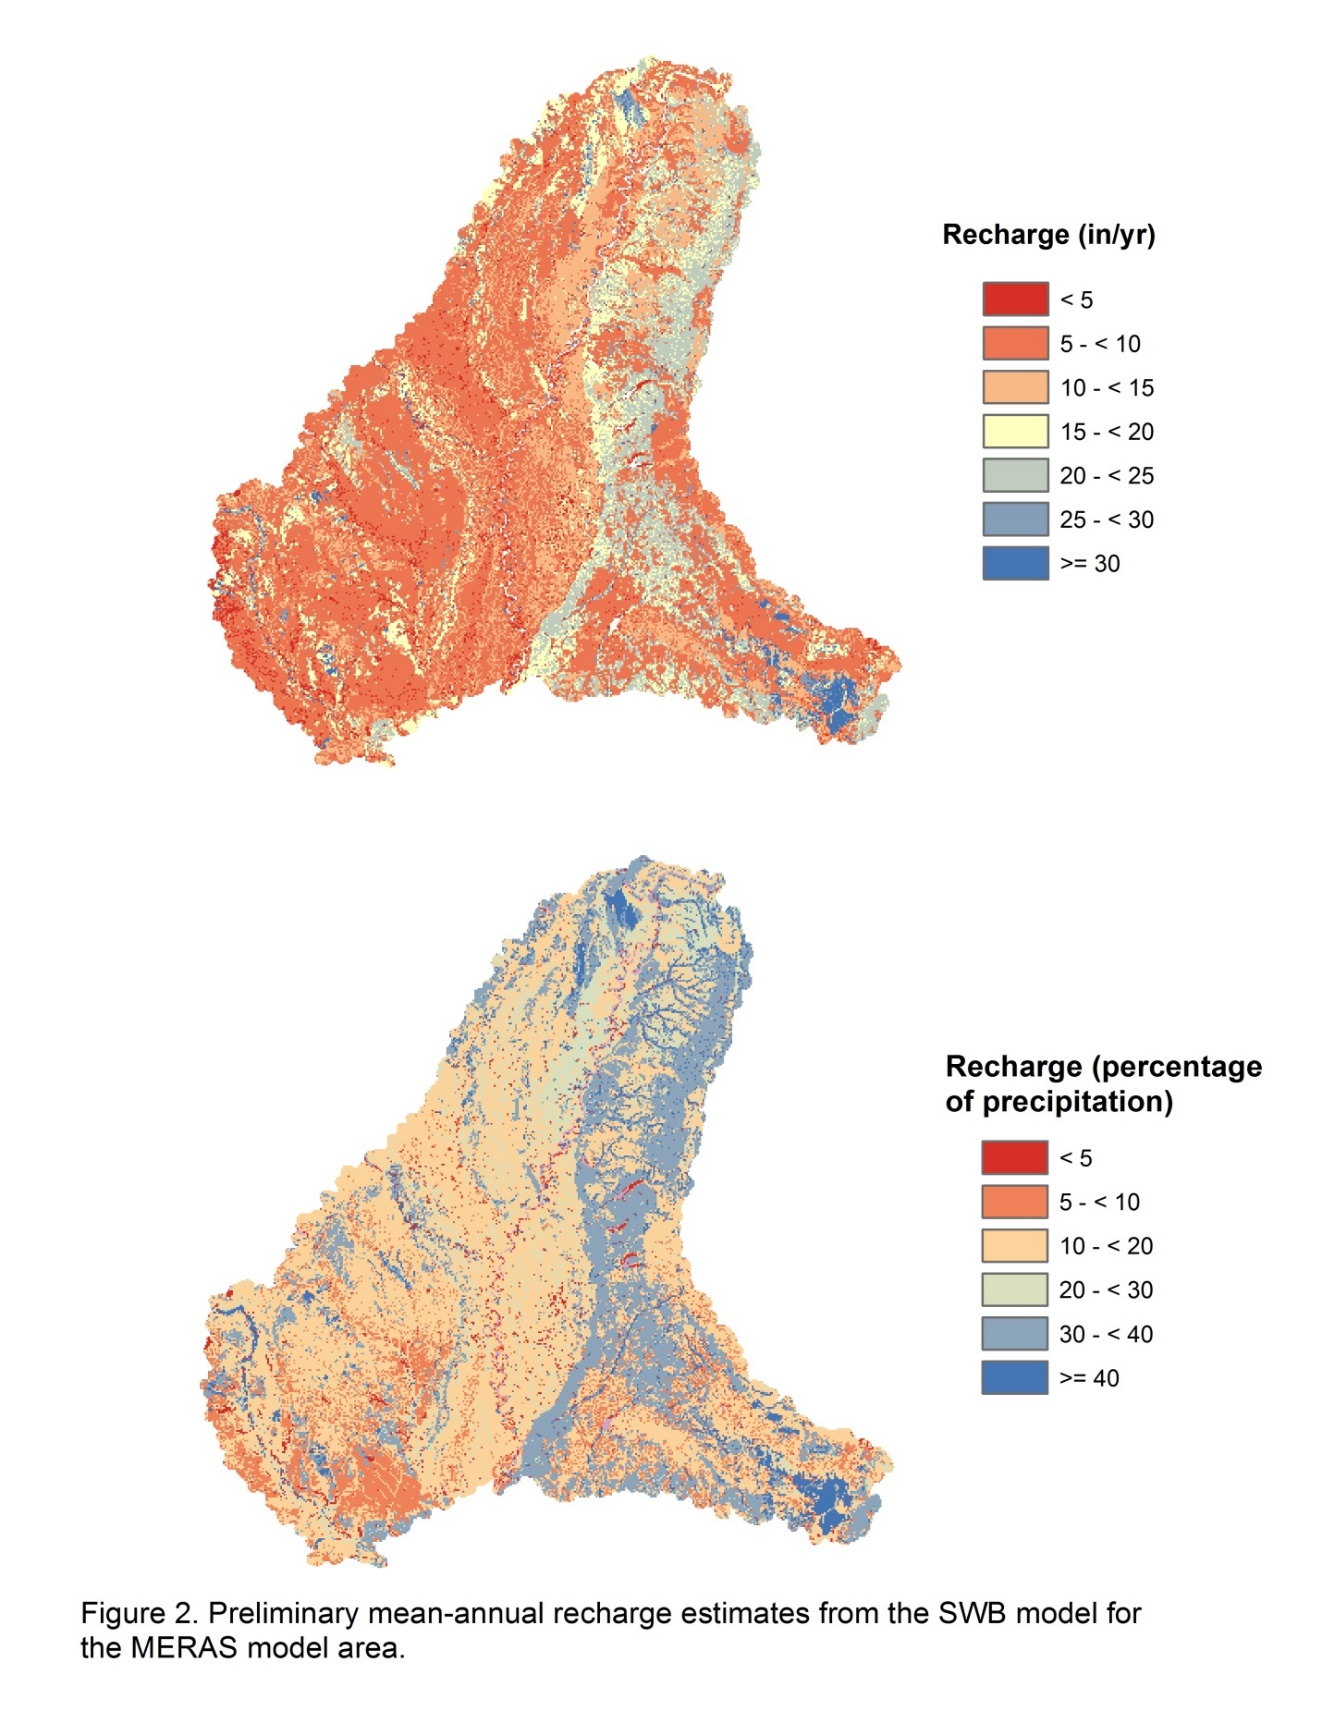 Recharge (in/yr)
< 5
5 - < 10
10 - < 15
15 - < 20
20 - < 25
25 - < 30
>= 30
Recharge (percentage
of precipitation)
< 5
5 - < 10
10 - < 20
20 - < 30
30 - < 40
>= 40
Figure 2. Preliminary mean-annual recharge estimates from the SWB model for
the MERAS model area.